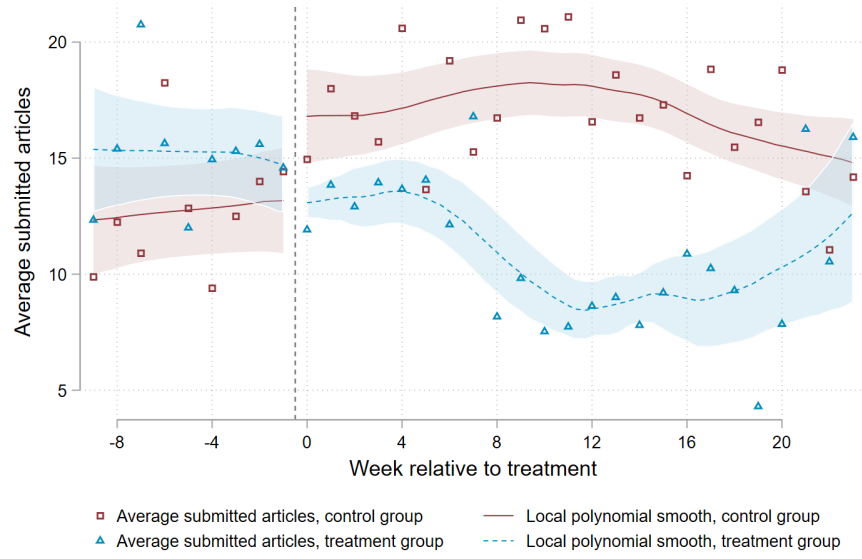 Average submitted articles
20
15
10
5
-8 -4 0 4 8 12 16 20
Week relative to treatment
Average submitted articles, control group Local polynomial smooth, control group
Average submitted articles, treatment group Local polynomial smooth, treatment group